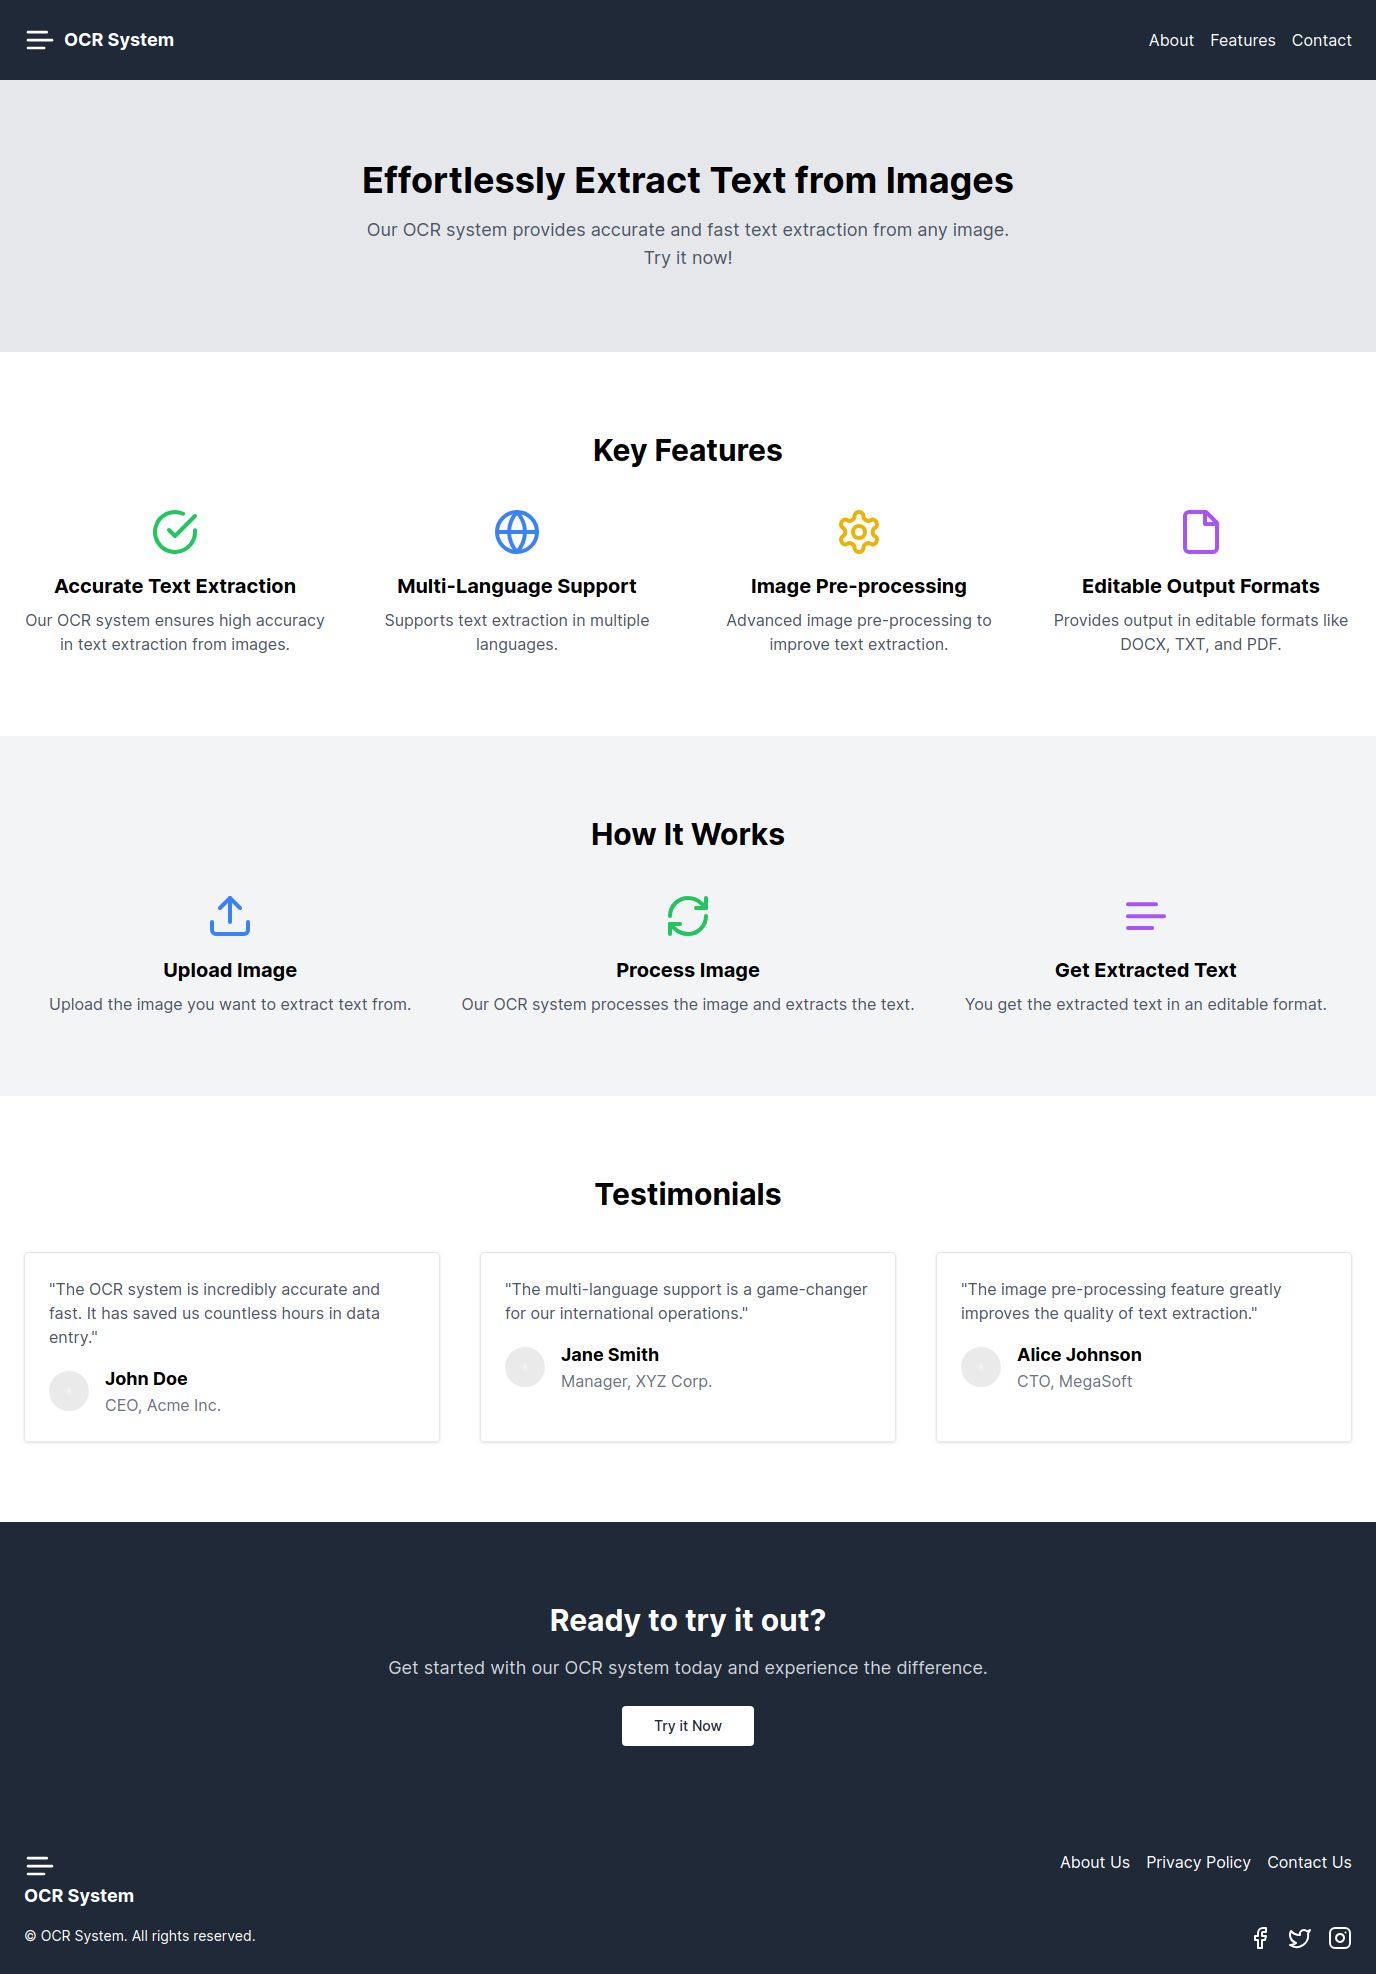 OCR System
About Features Contact
Effortlessly Extract Text from Images
Our OCR system provides accurate and fast text extraction from any image.
Try it now!
Key Features
Accurate Text Extraction
Our OCR system ensures high accuracy
in text extraction from images.
Multi-Language Support
Supports text extraction in multiple
languages.
Image Pre-processing
Advanced image pre-processing to
improve text extraction.
Editable Output Formats
Provides output in editable formats like
DOCX, TXT, and PDF.
How It Works
Upload Image
Upload the image you want to extract text from.
Process Image
Our OCR system processes the image and extracts the text.
Get Extracted Text
You get the extracted text in an editable format.
Testimonials
"The OCR system is incredibly accurate and
fast. It has saved us countless hours in data
entry."
John Doe
CEO, Acme Inc.
"The multi-language support is a game-changer
for our international operations."
Jane Smith
Manager, XYZ Corp.
"The image pre-processing feature greatly
improves the quality of text extraction."
Alice Johnson
CTO, MegaSoft
Ready to try it out?
Get started with our OCR system today and experience the difference.
Try it Now
OCR System
© OCR System. All rights reserved.
About Us Privacy Policy Contact Us